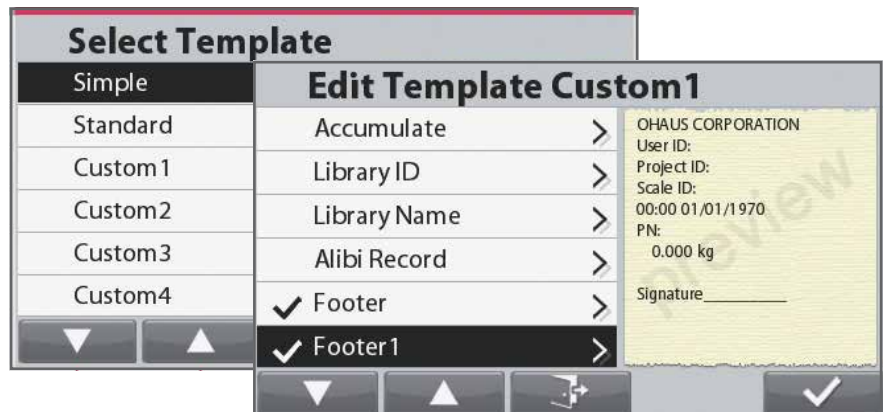 Select Template
Simple
Standard
Custom1
Custom2
Custom3
Custom4
Edit Template Custom1
Accumulate
Library ID
Library Name
Alibi Record
Footer
Footer1
OHAUS CORPORATION
User ID:
Project ID:
Scale ID:
00:00 01/01/1970
PN:
0.000 kg
Signature__________
preview